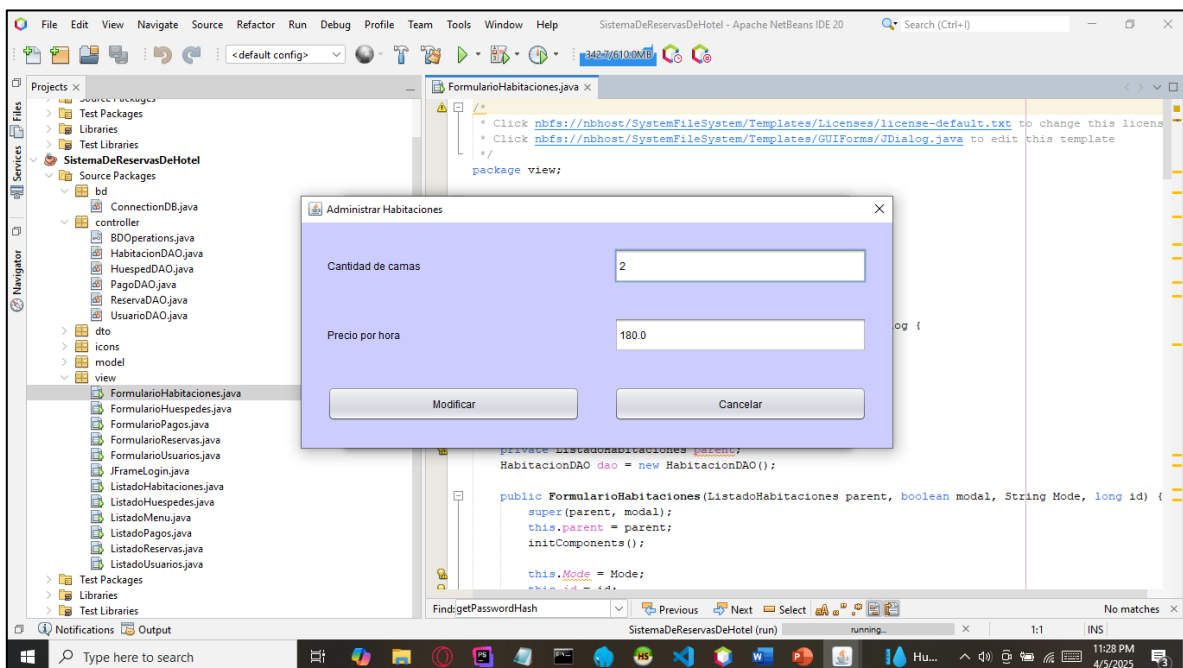 File Edit View Navigate Source Refactor Run Debug Profile Team Tools Window Help SistemaDeReservasDeHotel - Apache NetBeans IDE 20 Search (Ctrl+I)
<default config> 342.7/610.0MB
Projects
FormularioHabitaciones.java
Files
Services
Navigator
Source Packages
Test Packages
Libraries
Test Libraries
SistemaDeReservasDeHotel
Source Packages
bd
ConnectionDB.java
controller
BDOperations.java
HabitacionDAO.java
HuespedDAO.java
PagoDAO.java
ReservaDAO.java
UsuarioDAO.java
dto
icons
model
view
FormularioHabitaciones.java
FormularioHuespedes.java
FormularioPagos.java
FormularioReservas.java
FormularioUsuarios.java
JFrameLogin.java
ListadoHabitaciones.java
ListadoHuespedes.java
ListadoMenu.java
ListadoPagos.java
ListadoReservas.java
ListadoUsuarios.java
Test Packages
Libraries
Test Libraries
/*
* Click nbfs://nbhost/SystemFileSystem/Templates/Licenses/license-default.txt to change this licens
* Click nbfs://nbhost/SystemFileSystem/Templates/GUIForms/JDialog.java to edit this template
*/
package view;
Administrar Habitaciones
Cantidad de camas 2
Precio por hora 180.0
Modificar Cancelar
og {
private ListadoHabitaciones parent;
HabitacionDAO dao = new HabitacionDAO();
public FormularioHabitaciones(ListadoHabitaciones parent, boolean modal, String Mode, long id) {
super(parent, modal);
this.parent = parent;
initComponents();
this.Mode = Mode;
this.id = id;
Find: getPasswordHash Previous Next Select No matches
Notifications Output SistemaDeReservasDeHotel (run) running... 1:1 INS
Type here to search Hu... 11:28 PM
4/5/2025